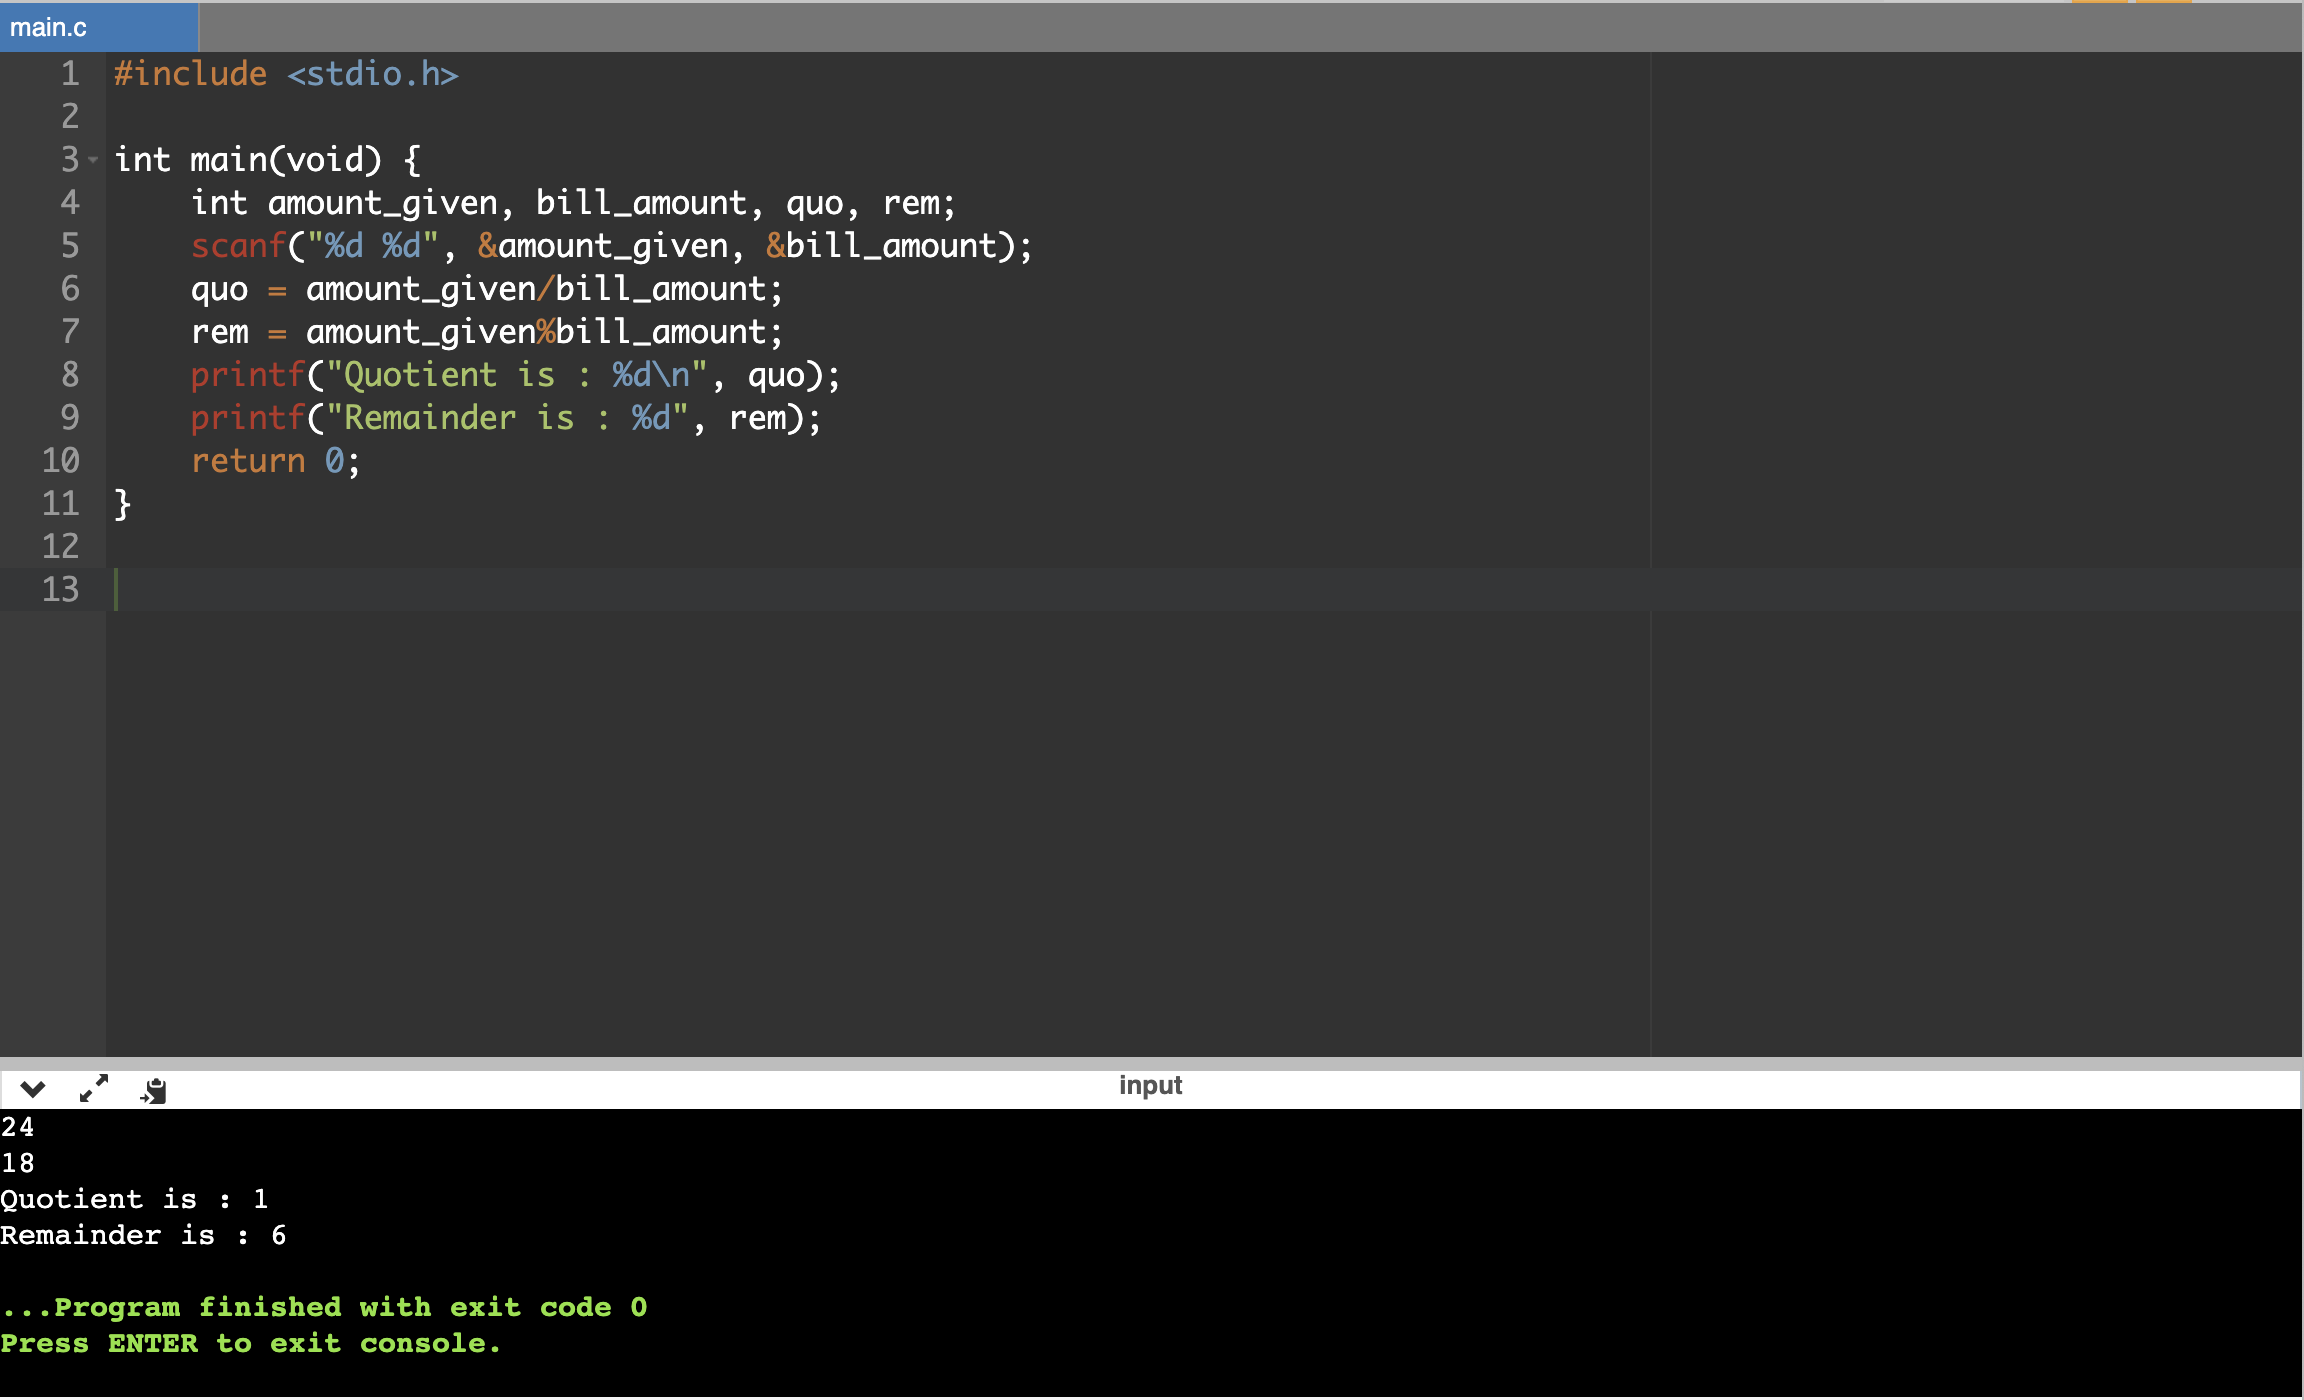 main.c
1 #include <stdio.h>
2
3 int main(void) {
4     int amount_given, bill_amount, quo, rem;
5     scanf("%d %d", &amount_given, &bill_amount);
6     quo = amount_given/bill_amount;
7     rem = amount_given%bill_amount;
8     printf("Quotient is : %d\n", quo);
9     printf("Remainder is : %d", rem);
10     return 0;
11 }
12
13
input
24
18
Quotient is : 1
Remainder is : 6
...Program finished with exit code 0
Press ENTER to exit console.